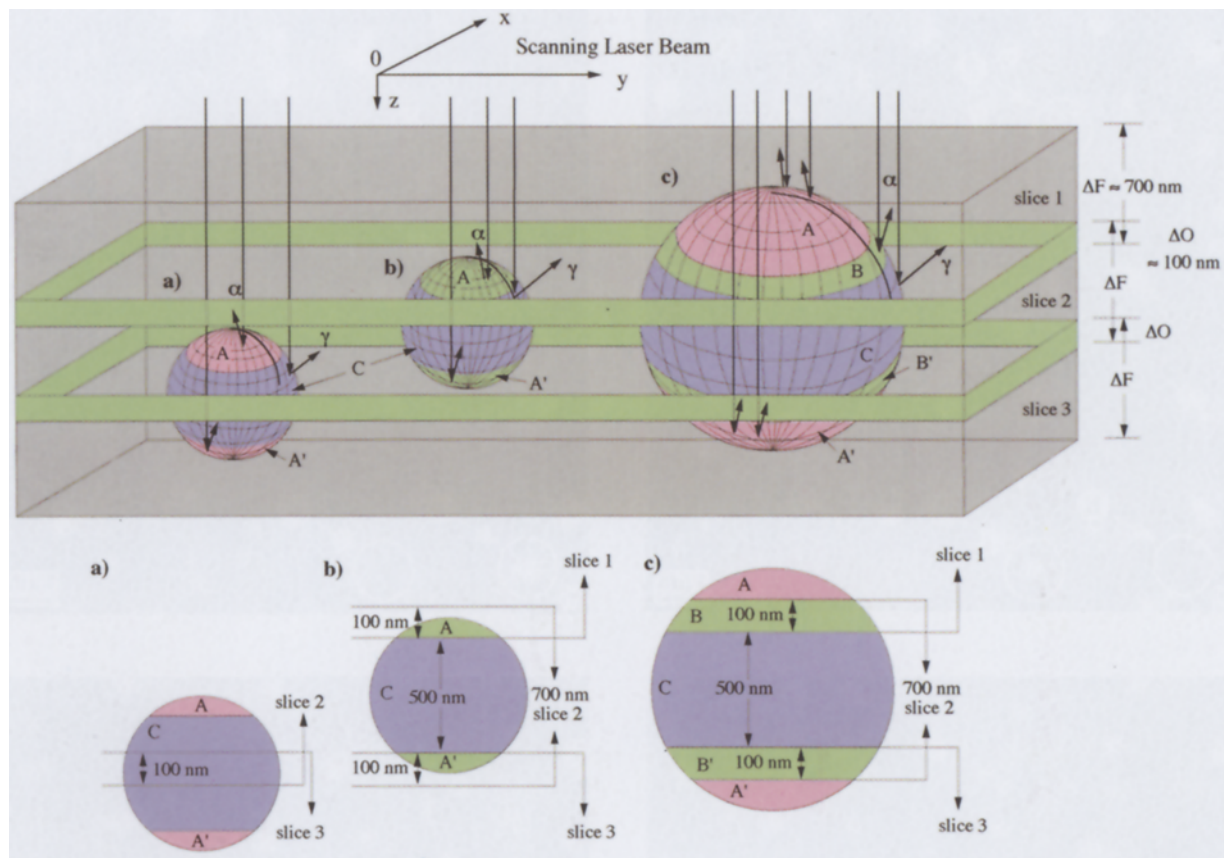 x
Scanning Laser Beam
0
y
z
c)
α
slice 1
ΔF ≈ 700 nm
A
α
b)
γ
B
ΔO
≈ 100 nm
a)
A
γ
α
slice 2
ΔF
A
γ
C
C
B'
ΔO
A'
ΔF
slice 3
A'
A'
a)
b)
c)
slice 1
slice 1
A
100 nm
A
B
100 nm
C
500 nm
700 nm
slice 2
C
500 nm
700 nm
slice 2
A
slice 2
C
100 nm
100 nm
A'
B'
100 nm
A'
slice 3
slice 3
slice 3
A'